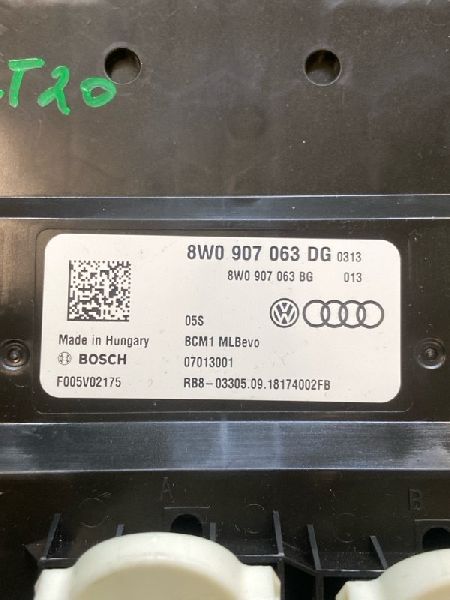 T20
8W0 907 063 DG 0313
8W0 907 063 BG 013
05S
Made in Hungary BCM1 MLBevo
BOSCH 07013001
F005V02175 RB8-03305.09.18174002FB
A
B